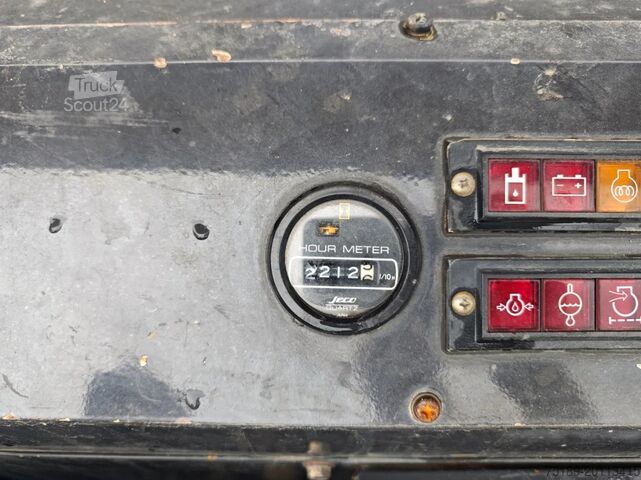 Truck
Scout24
HOUR METER
2212
1/10 h
Jeco
QUARTZ